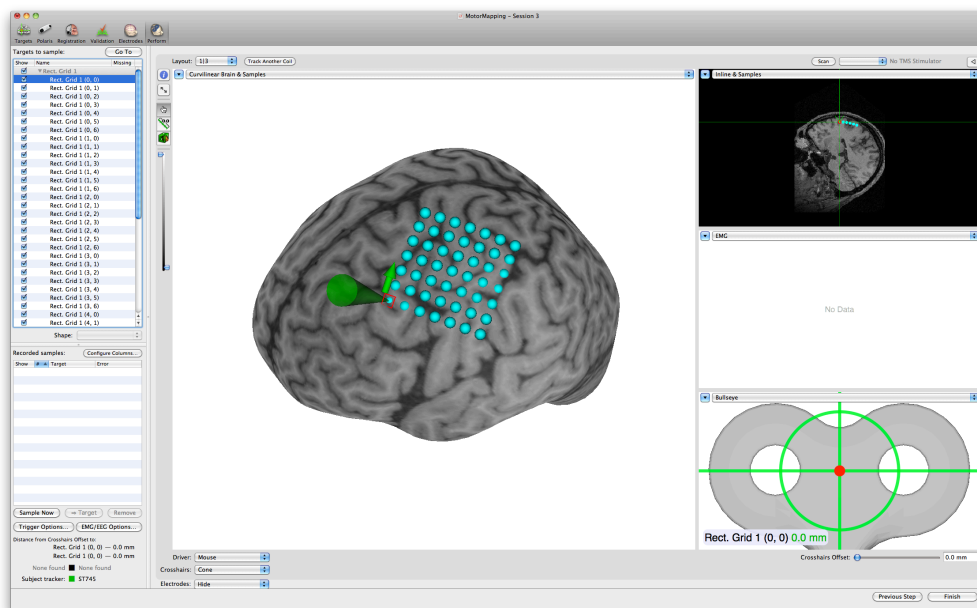 MotorMapping - Session 3
Targets Polaris Registration Validation Electrodes Perform
Targets to sample: Go To
Show Name Missing
Rect. Grid 1
Rect. Grid 1 (0, 0)
Rect. Grid 1 (0, 1)
Rect. Grid 1 (0, 2)
Rect. Grid 1 (0, 3)
Rect. Grid 1 (0, 4)
Rect. Grid 1 (0, 5)
Rect. Grid 1 (0, 6)
Rect. Grid 1 (1, 0)
Rect. Grid 1 (1, 1)
Rect. Grid 1 (1, 2)
Rect. Grid 1 (1, 3)
Rect. Grid 1 (1, 4)
Rect. Grid 1 (1, 5)
Rect. Grid 1 (1, 6)
Rect. Grid 1 (2, 0)
Rect. Grid 1 (2, 1)
Rect. Grid 1 (2, 2)
Rect. Grid 1 (2, 3)
Rect. Grid 1 (2, 4)
Rect. Grid 1 (2, 5)
Rect. Grid 1 (2, 6)
Rect. Grid 1 (3, 0)
Rect. Grid 1 (3, 1)
Rect. Grid 1 (3, 2)
Rect. Grid 1 (3, 3)
Rect. Grid 1 (3, 4)
Rect. Grid 1 (3, 5)
Rect. Grid 1 (3, 6)
Rect. Grid 1 (4, 0)
Rect. Grid 1 (4, 1)
Shape:
Recorded samples: Configure Columns...
Show Target Error
Sample Now Target Remove
Trigger Options... EMG/EEG Options...
Distance from Crosshairs Offset to:
Rect. Grid 1 (0, 0) — 0.0 mm
Rect. Grid 1 (0, 0) — 0.0 mm
None found None found
Subject tracker: ST745
Layout: 1|3 Track Another Coil
Curvilinear Brain & Samples
Driver: Mouse
Crosshairs: Cone
Electrodes: Hide
Scan No TMS Stimulator
Inline & Samples
EMG
No Data
Bullseye
Rect. Grid 1 (0, 0) 0.0 mm
Crosshairs Offset: 0.0 mm
Previous Step Finish